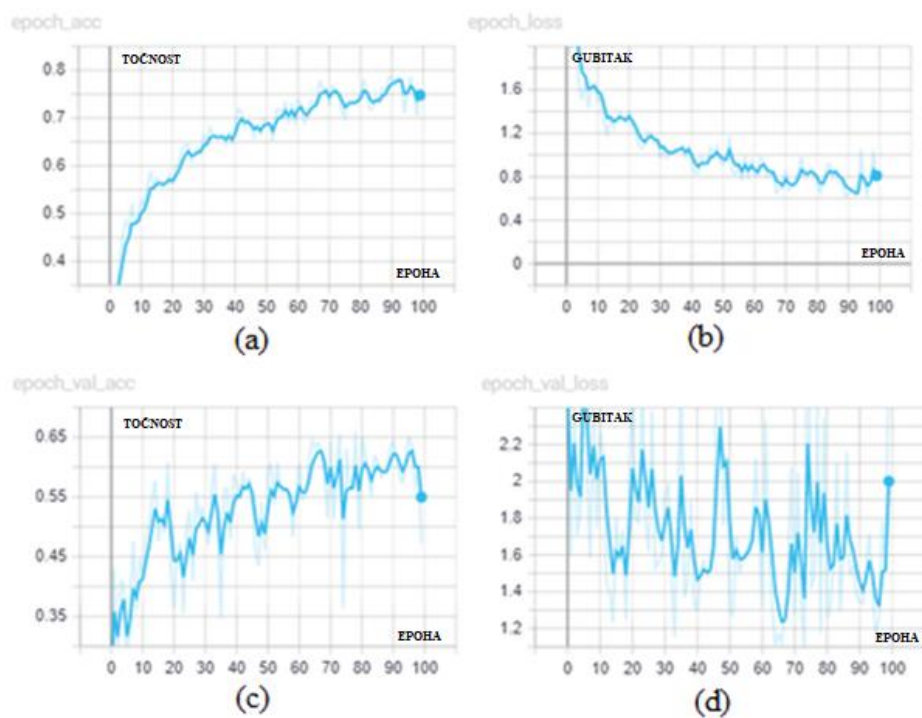 epoch_acc
TOČNOST
0.8
0.7
0.6
0.5
0.4
EPOHA
0 10 20 30 40 50 60 70 80 90 100
(a)
epoch_loss
GUBITAK
1.6
1.2
0.8
0.4
0
EPOHA
0 10 20 30 40 50 60 70 80 90 100
(b)
epoch_val_acc
TOČNOST
0.65
0.55
0.45
0.35
EPOHA
0 10 20 30 40 50 60 70 80 90 100
(c)
epoch_val_loss
GUBITAK
2.2
2
1.8
1.6
1.4
1.2
EPOHA
0 10 20 30 40 50 60 70 80 90 100
(d)